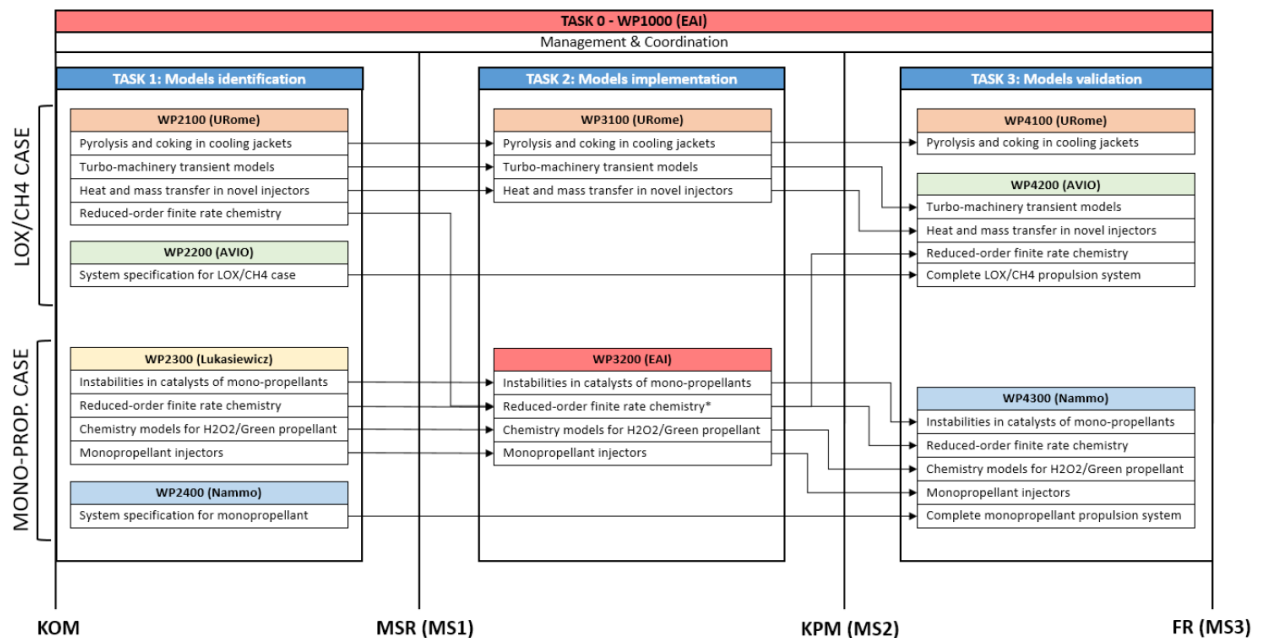 TASK 0 - WP1000 (EAI)
Management & Coordination
TASK 1: Models identification
TASK 2: Models implementation
TASK 3: Models validation
LOX/CH4 CASE
WP2100 (URome)
Pyrolysis and coking in cooling jackets
Turbo-machinery transient models
Heat and mass transfer in novel injectors
Reduced-order finite rate chemistry
WP2200 (AVIO)
System specification for LOX/CH4 case
WP3100 (URome)
Pyrolysis and coking in cooling jackets
Turbo-machinery transient models
Heat and mass transfer in novel injectors
WP4100 (URome)
Pyrolysis and coking in cooling jackets
WP4200 (AVIO)
Turbo-machinery transient models
Heat and mass transfer in novel injectors
Reduced-order finite rate chemistry
Complete LOX/CH4 propulsion system
MONO-PROP. CASE
WP2300 (Lukasiewicz)
Instabilities in catalysts of mono-propellants
Reduced-order finite rate chemistry
Chemistry models for H2O2/Green propellant
Monopropellant injectors
WP2400 (Nammo)
System specification for monopropellant
WP3200 (EAI)
Instabilities in catalysts of mono-propellants
Reduced-order finite rate chemistry*
Chemistry models for H2O2/Green propellant
Monopropellant injectors
WP4300 (Nammo)
Instabilities in catalysts of mono-propellants
Reduced-order finite rate chemistry
Chemistry models for H2O2/Green propellant
Monopropellant injectors
Complete monopropellant propulsion system
KOM
MSR (MS1)
KPM (MS2)
FR (MS3)